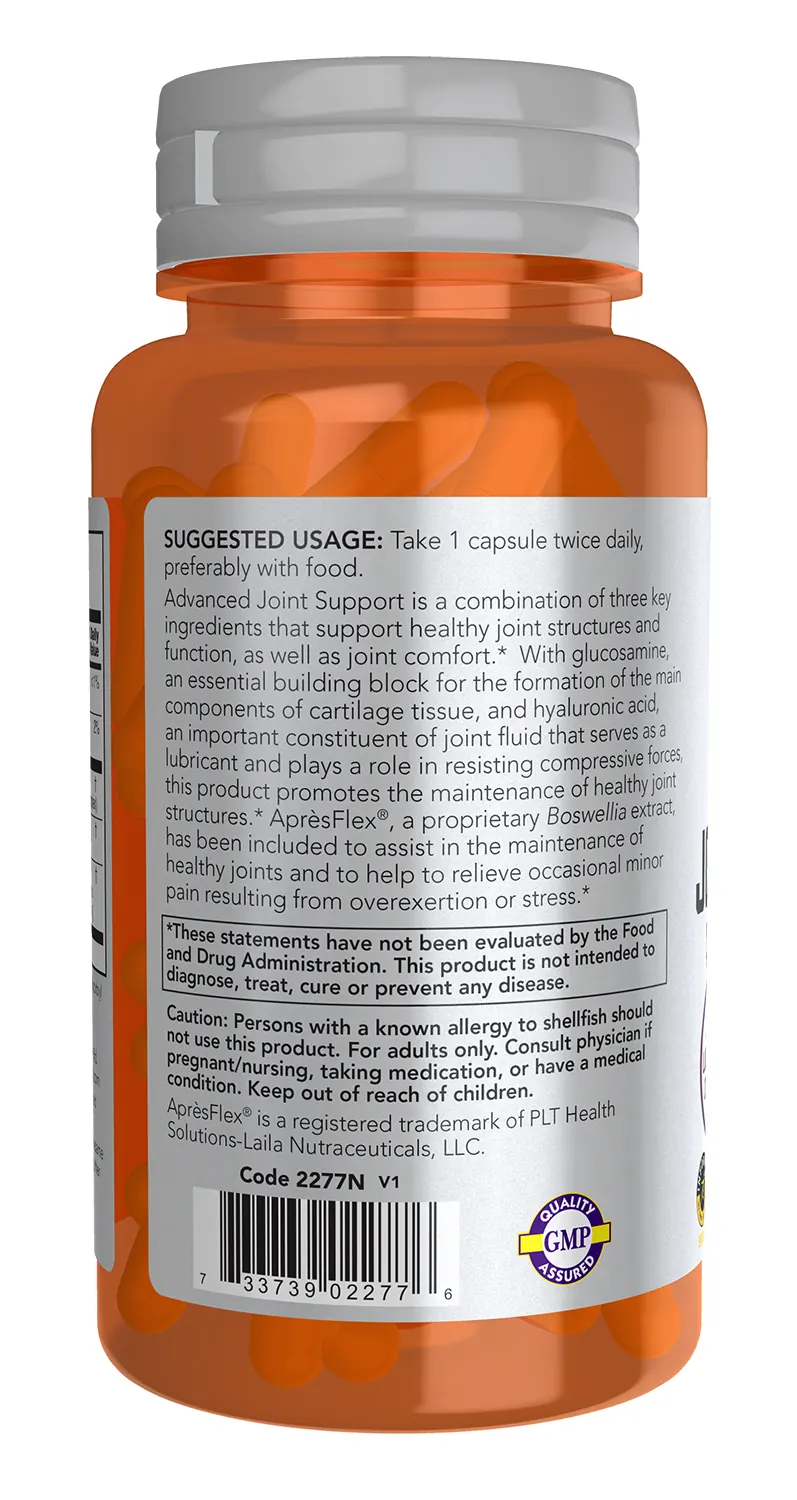 SUGGESTED USAGE: Take 1 capsule twice daily,
preferably with food.
Advanced Joint Support is a combination of three key
ingredients that support healthy joint structures and
function, as well as joint comfort.* With glucosamine,
an essential building block for the formation of the main
components of cartilage tissue, and hyaluronic acid,
an important constituent of joint fluid that serves as a
lubricant and plays a role in resisting compressive forces,
this product promotes the maintenance of healthy joint
structures.* AprèsFlex®, a proprietary Boswellia extract,
has been included to assist in the maintenance of
healthy joints and to help to relieve occasional minor
pain resulting from overexertion or stress.*
*These statements have not been evaluated by the Food
and Drug Administration. This product is not intended to
diagnose, treat, cure or prevent any disease.
Caution: Persons with a known allergy to shellfish should
not use this product. For adults only. Consult physician if
pregnant/nursing, taking medication, or have a medical
condition. Keep out of reach of children.
AprèsFlex® is a registered trademark of PLT Health
Solutions-Laila Nutraceuticals, LLC.
Code 2277N V1
7 33739 02277 6
QUALITY
GMP
ASSURED
<1%
2%
†
†
†